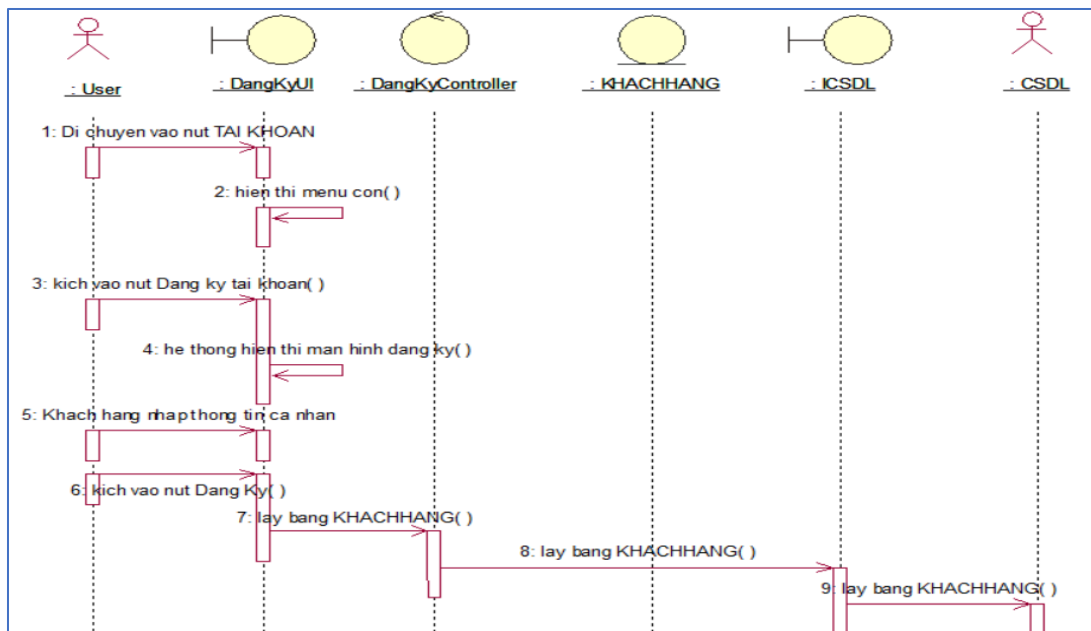 : User
: DangKyUI
: DangKyController
: KHACHHANG
: ICSDL
: CSDL
1: Di chuyen vao nut TAI KHOAN
2: hien thi menu con( )
3: kich vao nut Dang ky tai khoan( )
4: he thong hien thi man hinh dang ky( )
5: Khach hang nhap thong tin ca nhan
6: kich vao nut Dang Ky( )
7: lay bang KHACHHANG( )
8: lay bang KHACHHANG( )
9: lay bang KHACHHANG( )